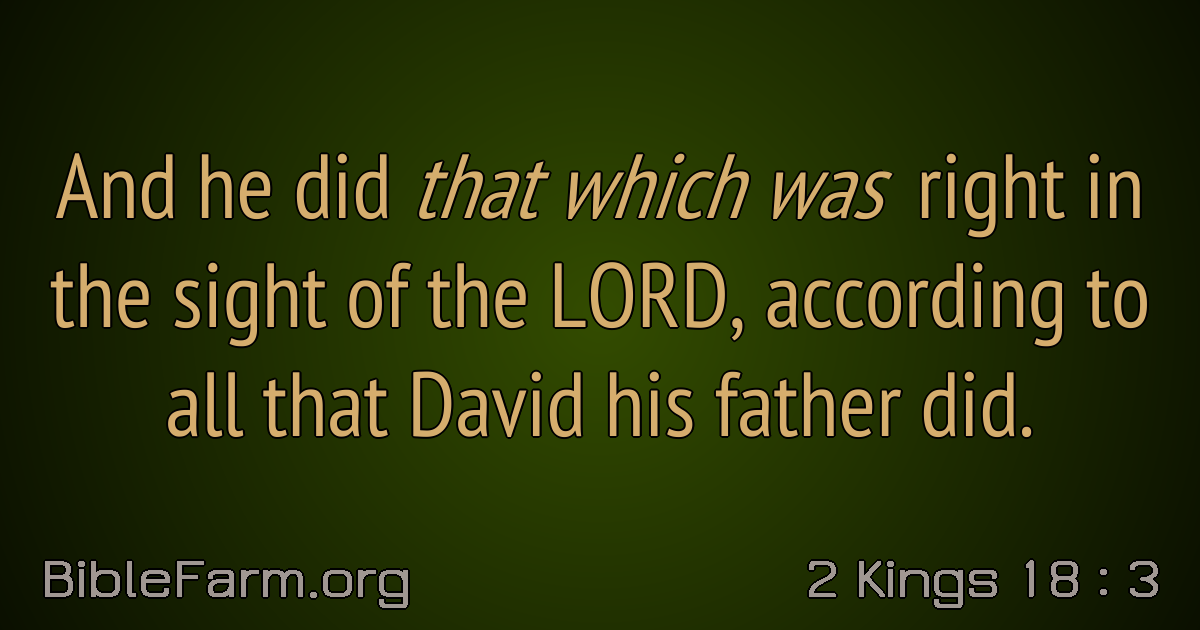 And he did that which was right in
the sight of the LORD, according to
all that David his father did.
BibleFarm.org
2 Kings 18 : 3